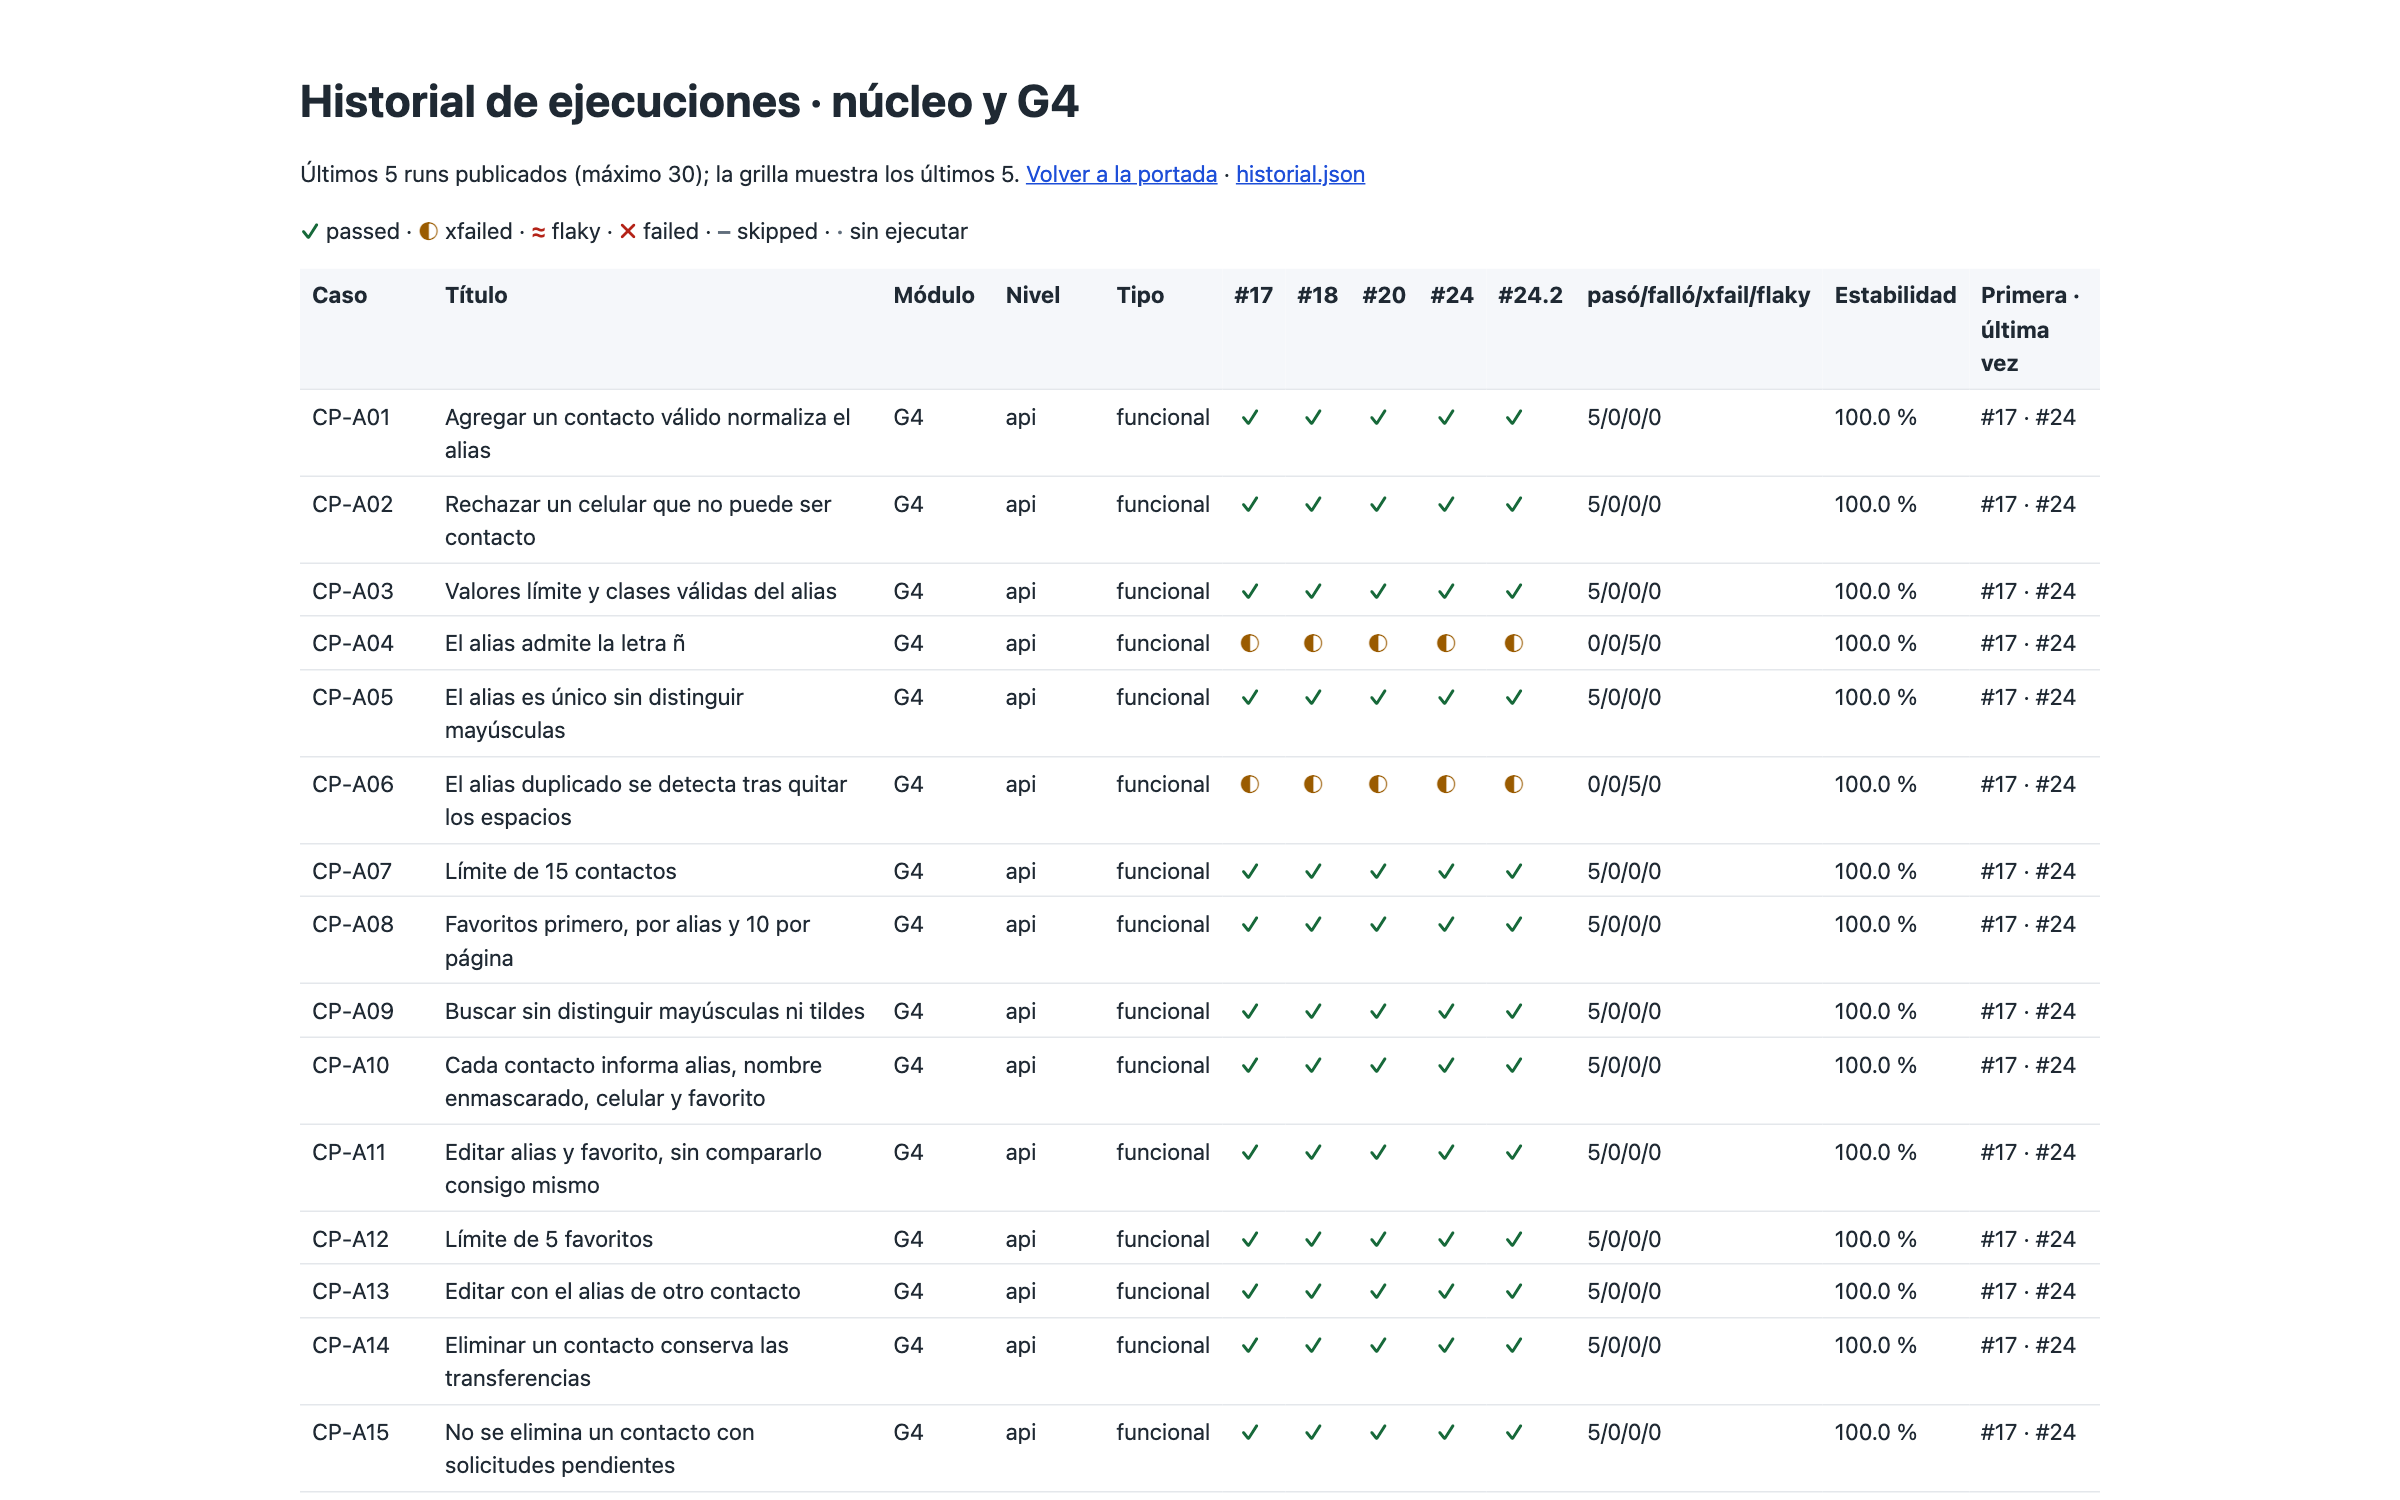 Historial de ejecuciones · núcleo y G4
Últimos 5 runs publicados (máximo 30); la grilla muestra los últimos 5. Volver a la portada · historial.json
✓ passed · ◐ xfailed · ≈ flaky · ✕ failed · – skipped · · sin ejecutar
Caso Título Módulo Nivel Tipo #17 #18 #20 #24 #24.2 pasó/falló/xfail/flaky Estabilidad Primera ·
última
vez
CP-A01 Agregar un contacto válido normaliza el G4 api funcional ✓ ✓ ✓ ✓ ✓ 5/0/0/0 100.0 % #17 · #24
alias
CP-A02 Rechazar un celular que no puede ser G4 api funcional ✓ ✓ ✓ ✓ ✓ 5/0/0/0 100.0 % #17 · #24
contacto
CP-A03 Valores límite y clases válidas del alias G4 api funcional ✓ ✓ ✓ ✓ ✓ 5/0/0/0 100.0 % #17 · #24
CP-A04 El alias admite la letra ñ G4 api funcional ◐ ◐ ◐ ◐ ◐ 0/0/5/0 100.0 % #17 · #24
CP-A05 El alias es único sin distinguir G4 api funcional ✓ ✓ ✓ ✓ ✓ 5/0/0/0 100.0 % #17 · #24
mayúsculas
CP-A06 El alias duplicado se detecta tras quitar G4 api funcional ◐ ◐ ◐ ◐ ◐ 0/0/5/0 100.0 % #17 · #24
los espacios
CP-A07 Límite de 15 contactos G4 api funcional ✓ ✓ ✓ ✓ ✓ 5/0/0/0 100.0 % #17 · #24
CP-A08 Favoritos primero, por alias y 10 por G4 api funcional ✓ ✓ ✓ ✓ ✓ 5/0/0/0 100.0 % #17 · #24
página
CP-A09 Buscar sin distinguir mayúsculas ni tildes G4 api funcional ✓ ✓ ✓ ✓ ✓ 5/0/0/0 100.0 % #17 · #24
CP-A10 Cada contacto informa alias, nombre G4 api funcional ✓ ✓ ✓ ✓ ✓ 5/0/0/0 100.0 % #17 · #24
enmascarado, celular y favorito
CP-A11 Editar alias y favorito, sin compararlo G4 api funcional ✓ ✓ ✓ ✓ ✓ 5/0/0/0 100.0 % #17 · #24
consigo mismo
CP-A12 Límite de 5 favoritos G4 api funcional ✓ ✓ ✓ ✓ ✓ 5/0/0/0 100.0 % #17 · #24
CP-A13 Editar con el alias de otro contacto G4 api funcional ✓ ✓ ✓ ✓ ✓ 5/0/0/0 100.0 % #17 · #24
CP-A14 Eliminar un contacto conserva las G4 api funcional ✓ ✓ ✓ ✓ ✓ 5/0/0/0 100.0 % #17 · #24
transferencias
CP-A15 No se elimina un contacto con G4 api funcional ✓ ✓ ✓ ✓ ✓ 5/0/0/0 100.0 % #17 · #24
solicitudes pendientes